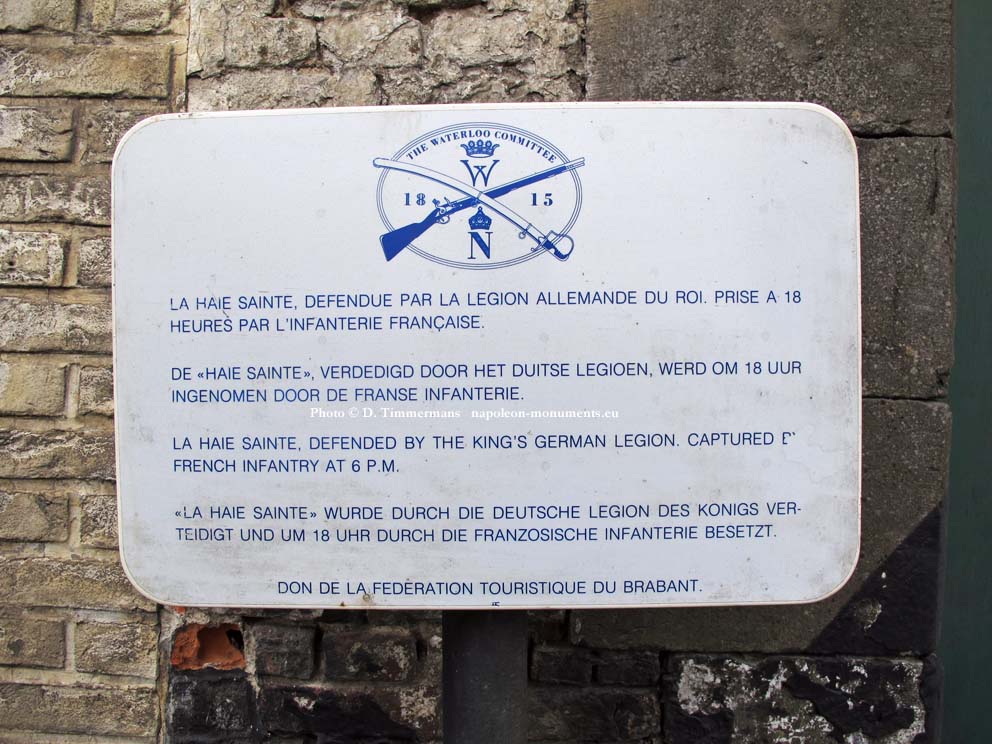 THE WATERLOO COMMITTEE
W
18 15
N
LA HAIE SAINTE, DEFENDUE PAR LA LEGION ALLEMANDE DU ROI. PRISE A 18
HEURES PAR L'INFANTERIE FRANÇAISE.
DE «HAIE SAINTE», VERDEDIGD DOOR HET DUITSE LEGIOEN, WERD OM 18 UUR
INGENOMEN DOOR DE FRANSE INFANTERIE.
Photo © D. Timmermans napoleon-monuments.eu
LA HAIE SAINTE, DEFENDED BY THE KING'S GERMAN LEGION. CAPTURED
FRENCH INFANTRY AT 6 P.M.
«LA HAIE SAINTE» WURDE DURCH DIE DEUTSCHE LEGION DES KONIGS VER-
TEIDIGT UND UM 18 UHR DURCH DIE FRANZOSISCHE INFANTERIE BESETZT.
DON DE LA FEDERATION TOURISTIQUE DU BRABANT.